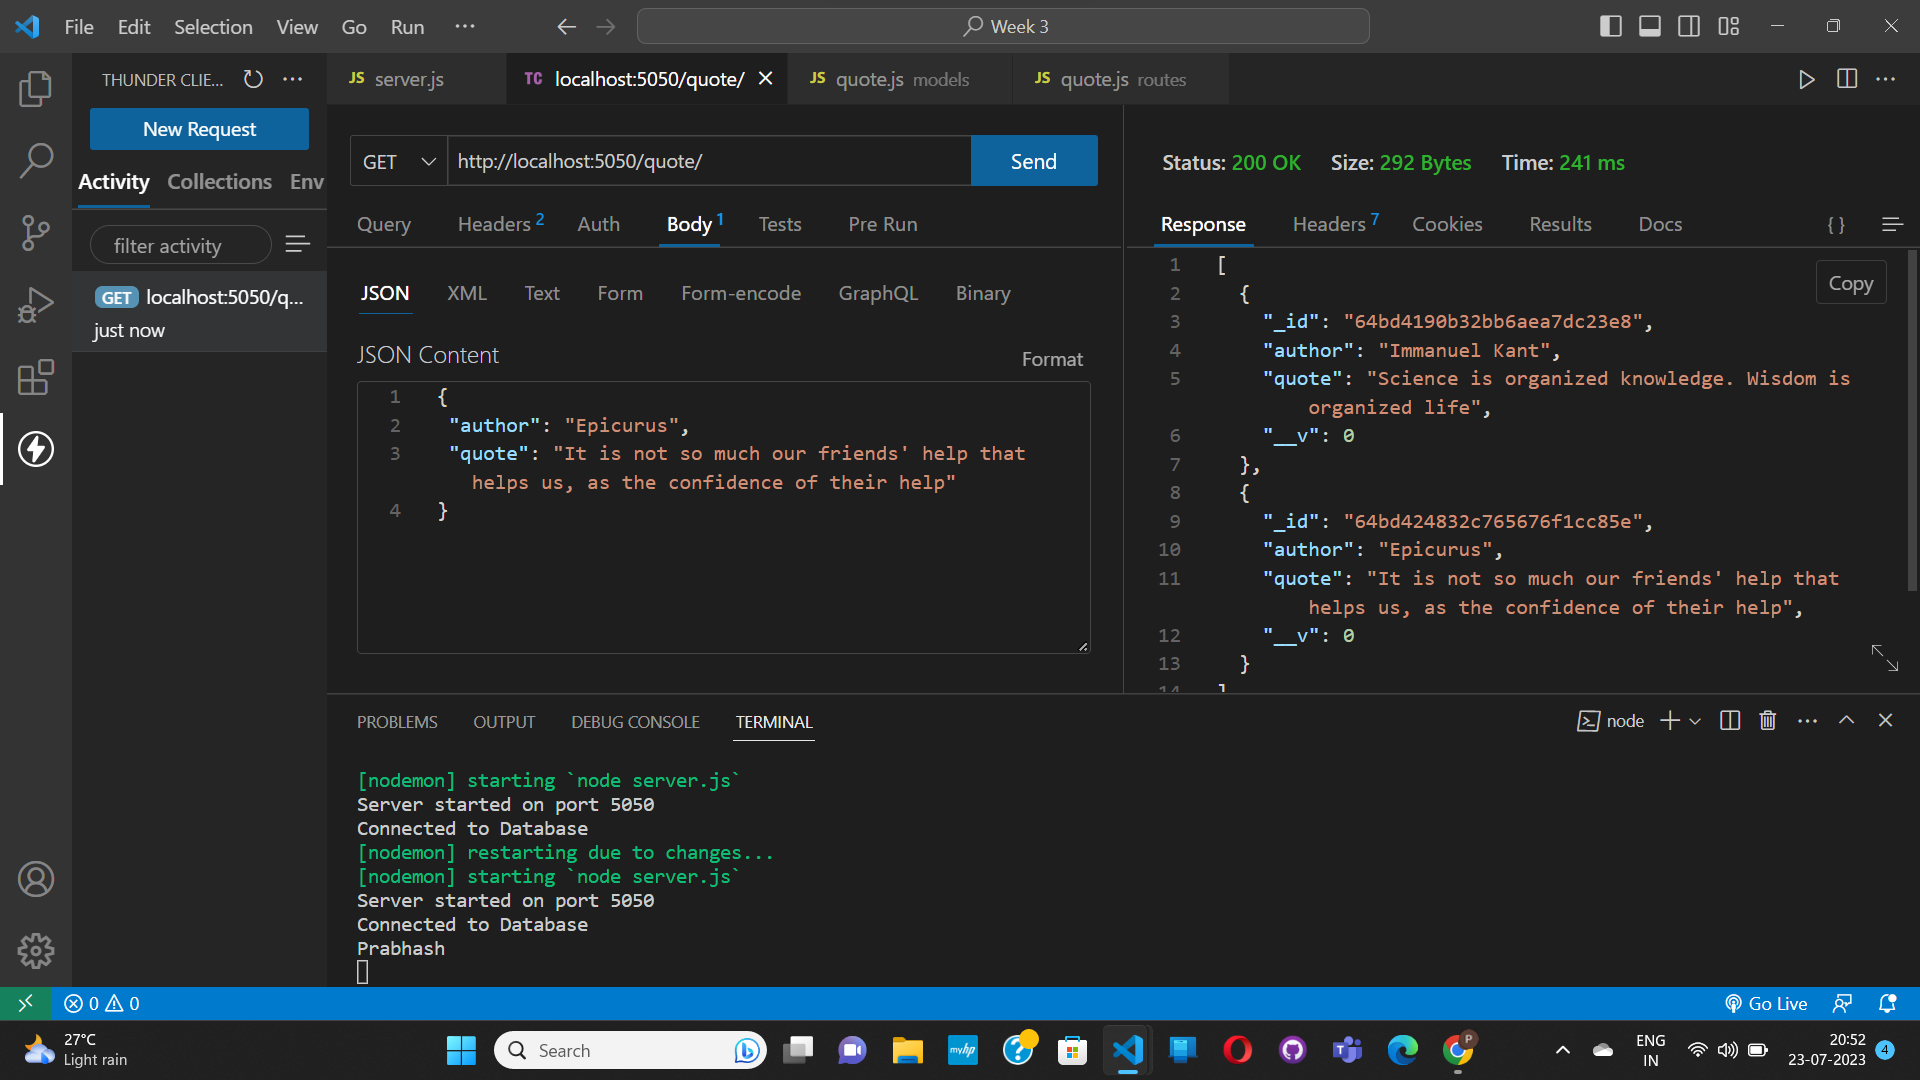 File Edit Selection View Go Run ···
Week 3
THUNDER CLIE... ···
JS server.js
TC localhost:5050/quote/
JS quote.js models
JS quote.js routes
New Request
Activity Collections Env
filter activity
GET localhost:5050/q...
just now
GET http://localhost:5050/quote/ Send
Query Headers 2 Auth Body 1 Tests Pre Run
JSON XML Text Form Form-encode GraphQL Binary
JSON Content Format
1 {
2 "author": "Epicurus",
3 "quote": "It is not so much our friends' help that
helps us, as the confidence of their help"
4 }
Status: 200 OK Size: 292 Bytes Time: 241 ms
Response Headers 7 Cookies Results Docs { }
Copy
1 [
2 {
3 "_id": "64bd4190b32bb6aea7dc23e8",
4 "author": "Immanuel Kant",
5 "quote": "Science is organized knowledge. Wisdom is
organized life",
6 "__v": 0
7 },
8 {
9 "_id": "64bd424832c765676f1cc85e",
10 "author": "Epicurus",
11 "quote": "It is not so much our friends' help that
helps us, as the confidence of their help",
12 "__v": 0
13 }
14 ]
PROBLEMS OUTPUT DEBUG CONSOLE TERMINAL
node
[nodemon] starting `node server.js`
Server started on port 5050
Connected to Database
[nodemon] restarting due to changes...
[nodemon] starting `node server.js`
Server started on port 5050
Connected to Database
Prabhash
0 0
Go Live
27°C
Light rain
Search
myhp
P
ENG
IN
20:52
23-07-2023
4